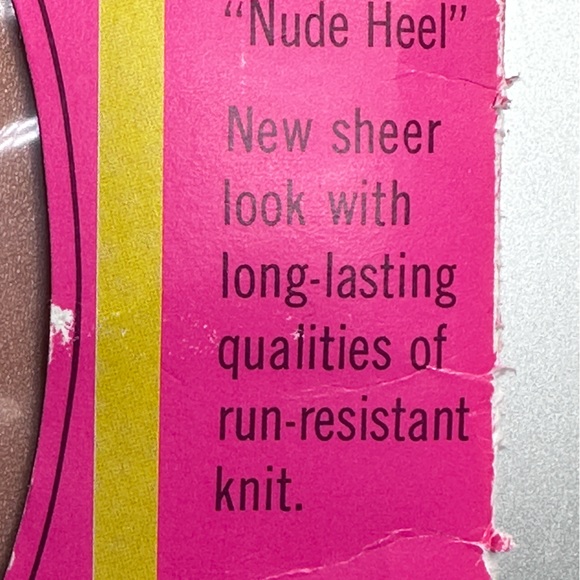 “Nude Heel”
New sheer
look with
long-lasting
qualities of
run-resistant
knit.